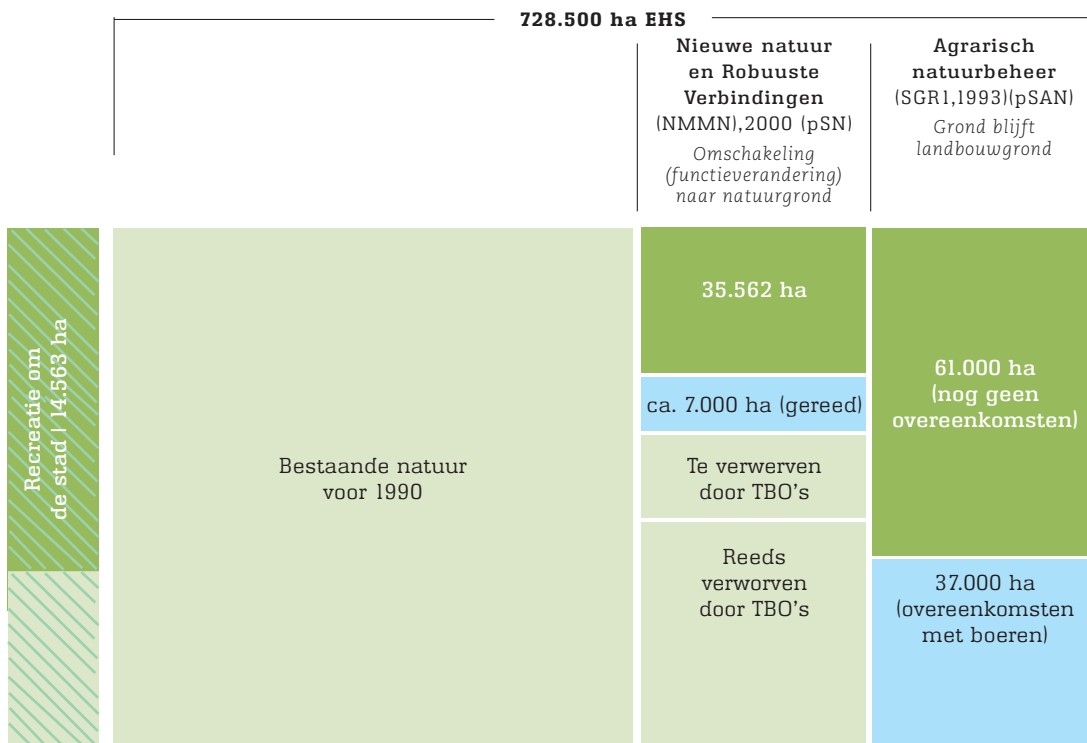 728.500 ha EHS
Nieuwe natuur
en Robuuste
Verbindingen
(NMMN),2000 (pSN)
Omschakeling
(functieverandering)
naar natuurgrond
Agrarisch
natuurbeheer
(SGR1,1993)(pSAN)
Grond blijft
landbouwgrond
Recreatie om
de stad | 14.563 ha
Bestaande natuur
voor 1990
35.562 ha
ca. 7.000 ha (gereed)
Te verwerven
door TBO's
Reeds
verworven
door TBO's
61.000 ha
(nog geen
overeenkomsten)
37.000 ha
(overeenkomsten
met boeren)